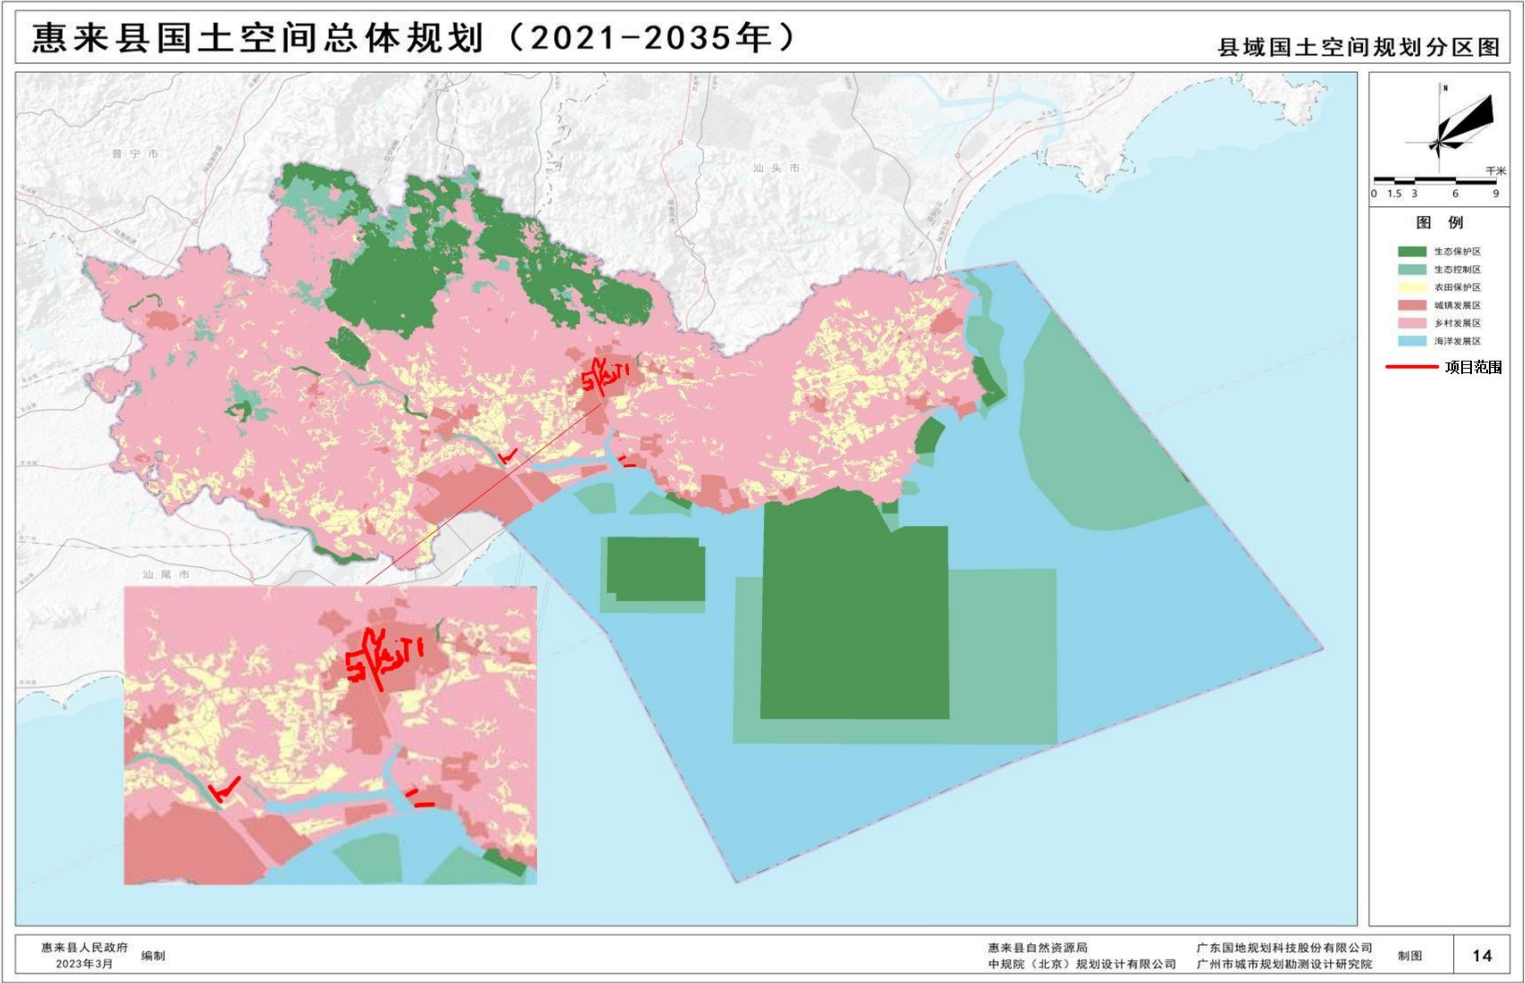 惠来县国土空间总体规划（2021-2035年）
县域国土空间规划分区图
普宁市
汕头市
汕尾市
N
千米
0 1.5 3 6 9
图 例
生态保护区
生态控制区
农田保护区
城镇发展区
乡村发展区
海洋发展区
项目范围
惠来县人民政府
2023年3月
编制
惠来县自然资源局
中规院（北京）规划设计有限公司
广东国地规划科技股份有限公司
广州市城市规划勘测设计研究院
制图
14